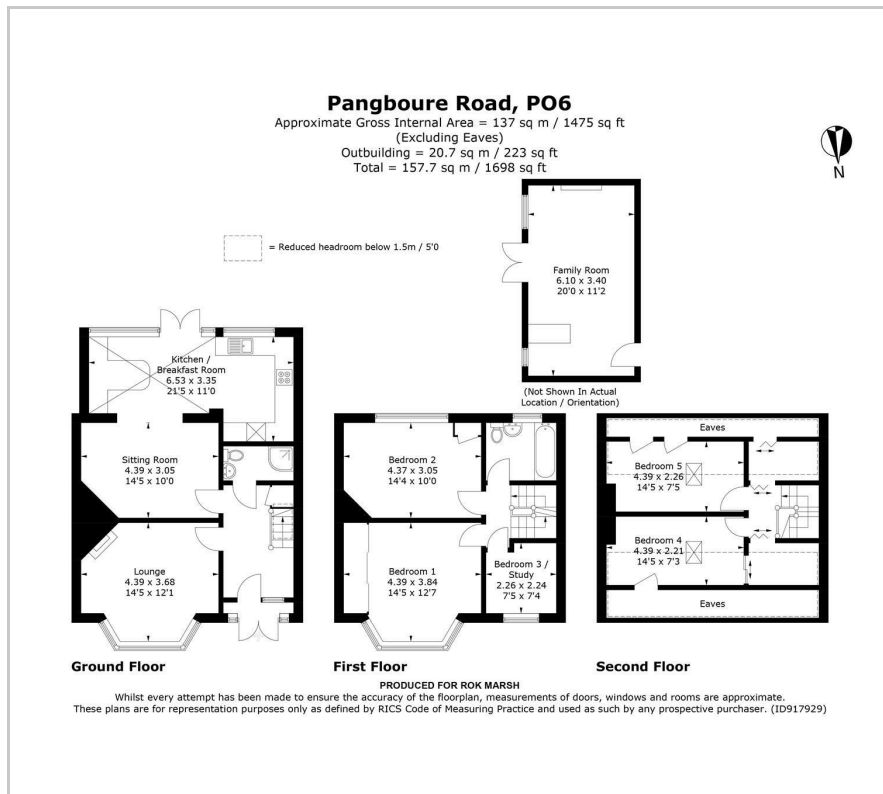 Pangboure Road, PO6
Approximate Gross Internal Area = 137 sq m / 1475 sq ft
(Excluding Eaves)
Outbuilding = 20.7 sq m / 223 sq ft
Total = 157.7 sq m / 1698 sq ft
N
= Reduced headroom below 1.5m / 5'0
Family Room
6.10 x 3.40
20'0 x 11'2
(Not Shown In Actual
Location / Orientation)
Kitchen /
Breakfast Room
6.53 x 3.35
21'5 x 11'0
Sitting Room
4.39 x 3.05
14'5 x 10'0
Lounge
4.39 x 3.68
14'5 x 12'1
Ground Floor
Bedroom 2
4.37 x 3.05
14'4 x 10'0
Bedroom 1
4.39 x 3.84
14'5 x 12'7
Bedroom 3 /
Study
2.26 x 2.24
7'5 x 7'4
First Floor
Eaves
Bedroom 5
4.39 x 2.26
14'5 x 7'5
Bedroom 4
4.39 x 2.21
14'5 x 7'3
Eaves
Second Floor
PRODUCED FOR ROK MARSH
Whilst every attempt has been made to ensure the accuracy of the floorplan, measurements of doors, windows and rooms are approximate.
These plans are for representation purposes only as defined by RICS Code of Measuring Practice and used as such by any prospective purchaser. (ID917929)